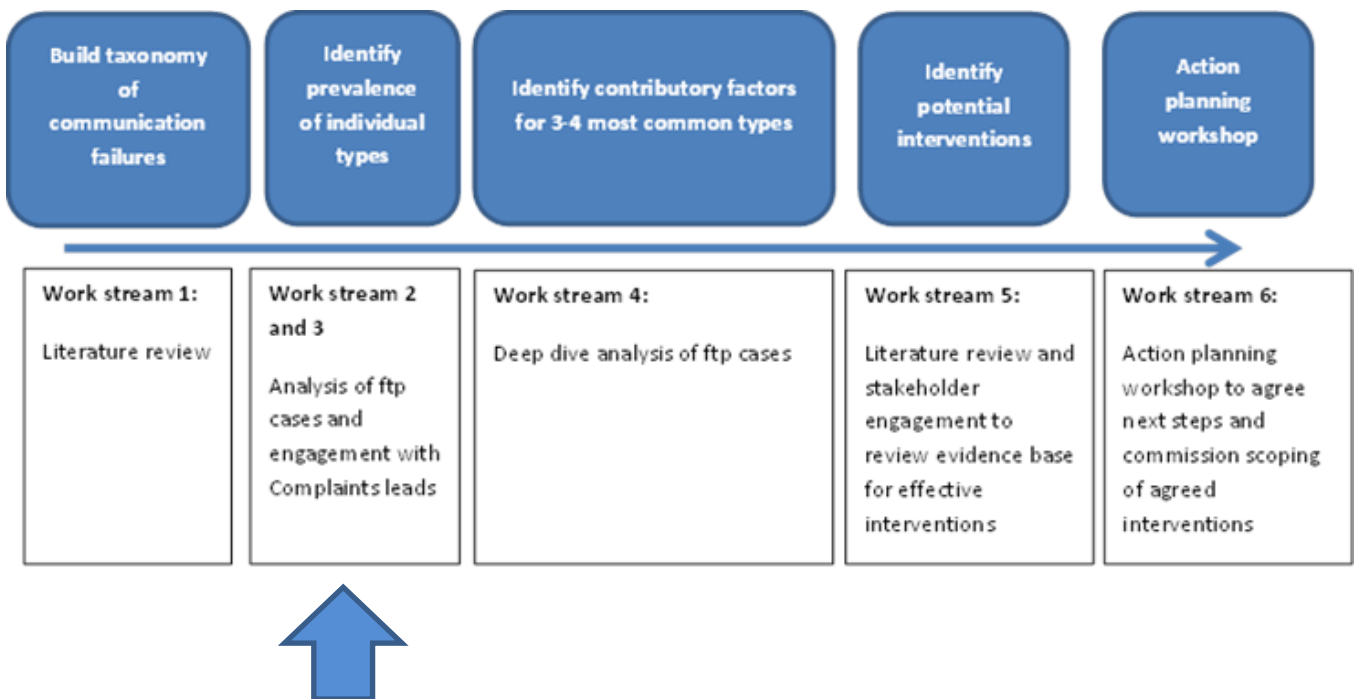 Build taxonomy
of
communication
failures
Identify
prevalence
of individual
types
Identify contributory factors
for 3-4 most common types
Identify
potential
interventions
Action
planning
workshop
Work stream 1:
Literature review
Work stream 2
and 3
Analysis of ftp
cases and
engagement with
Complaints leads
Work stream 4:
Deep dive analysis of ftp cases
Work stream 5:
Literature review and
stakeholder
engagement to
review evidence base
for effective
interventions
Work stream 6:
Action planning
workshop to agree
next steps and
commission scoping
of agreed
interventions